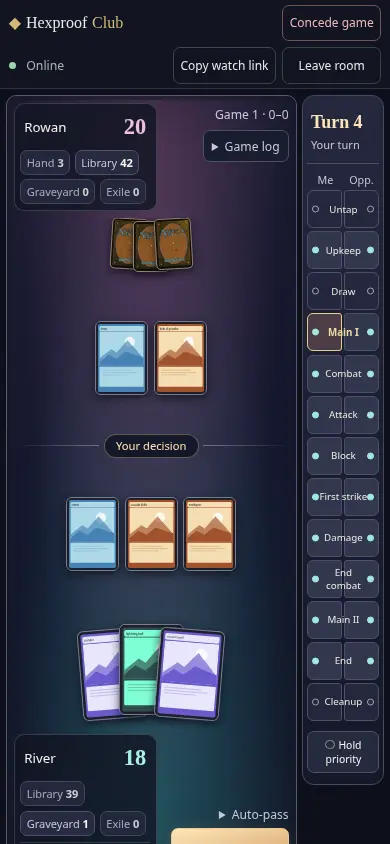 Hexproof Club
Concede game
Online
Copy watch link
Leave room
Rowan 20
Hand 3
Library 42
Graveyard 0
Exile 0
Game 1 · 0–0
Game log
Your decision
River 18
Library 39
Graveyard 1
Exile 0
Auto-pass
Turn 4
Your turn
Me Opp.
Untap
Upkeep
Draw
Main I
Combat
Attack
Block
First strike
Damage
End
combat
Main II
End
Cleanup
Hold
priority